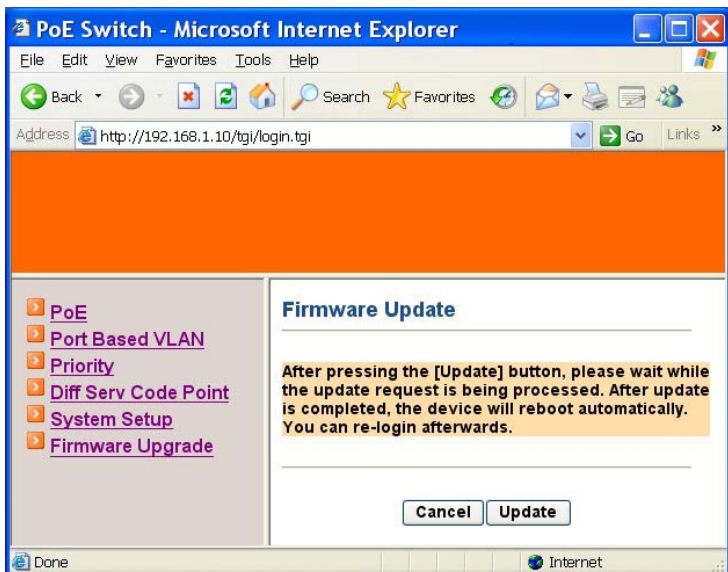 PoE Switch - Microsoft Internet Explorer
File Edit View Favorites Tools Help
Back Search Favorites
Address http://192.168.1.10/tgi/login.tgi Go Links »
PoE
Port Based VLAN
Priority
Diff Serv Code Point
System Setup
Firmware Upgrade
Firmware Update
After pressing the [Update] button, please wait while
the update request is being processed. After update
is completed, the device will reboot automatically.
You can re-login afterwards.
Cancel Update
Done Internet